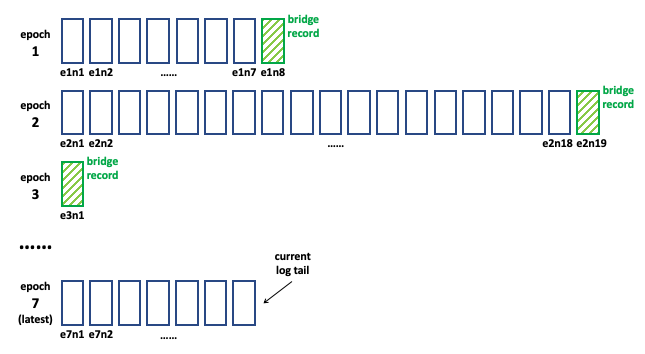 bridge
record
epoch
1
e1n1 e1n2 ...... e1n7 e1n8
bridge
record
epoch
2
e2n1 e2n2 ...... e2n18 e2n19
bridge
record
epoch
3
e3n1
......
current
log tail
epoch
7
(latest)
e7n1 e7n2 ......